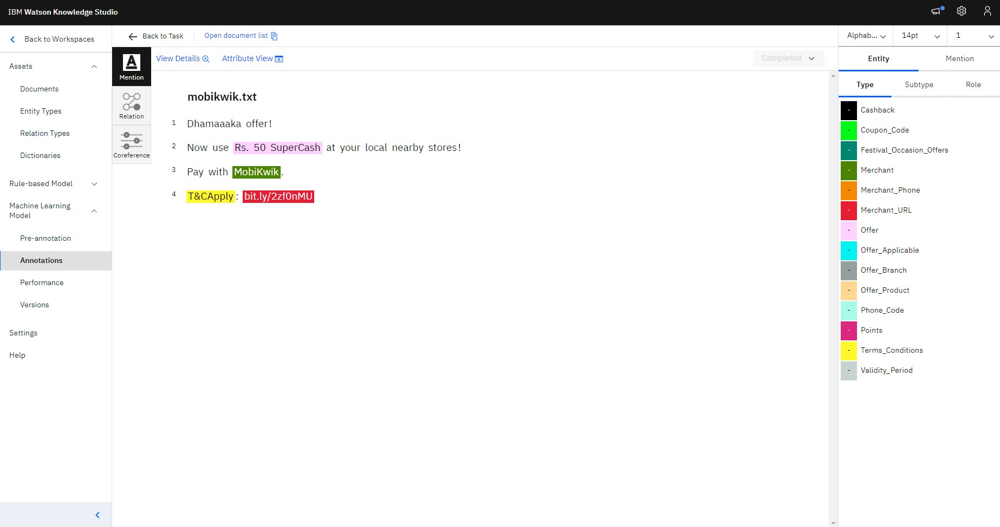 IBM Watson Knowledge Studio
Back to Workspaces
Assets
Documents
Entity Types
Relation Types
Dictionaries
Rule-based Model
Machine Learning
Model
Pre-annotation
Annotations
Performance
Versions
Settings
Help
Back to Task
Open document list
View Details
Attribute View
Completed
Mention
Relation
Coreference
mobikwik.txt
1 Dhamaaaka offer!
2 Now use Rs. 50 SuperCash at your local nearby stores!
3 Pay with MobiKwik.
4 T&CApply: bit.ly/2zf0nMU
Alphab... 14pt 1
Entity Mention
Type Subtype Role
- Cashback
- Coupon_Code
- Festival_Occasion_Offers
- Merchant
- Merchant_Phone
- Merchant_URL
- Offer
- Offer_Applicable
- Offer_Branch
- Offer_Product
- Phone_Code
- Points
- Terms_Conditions
- Validity_Period